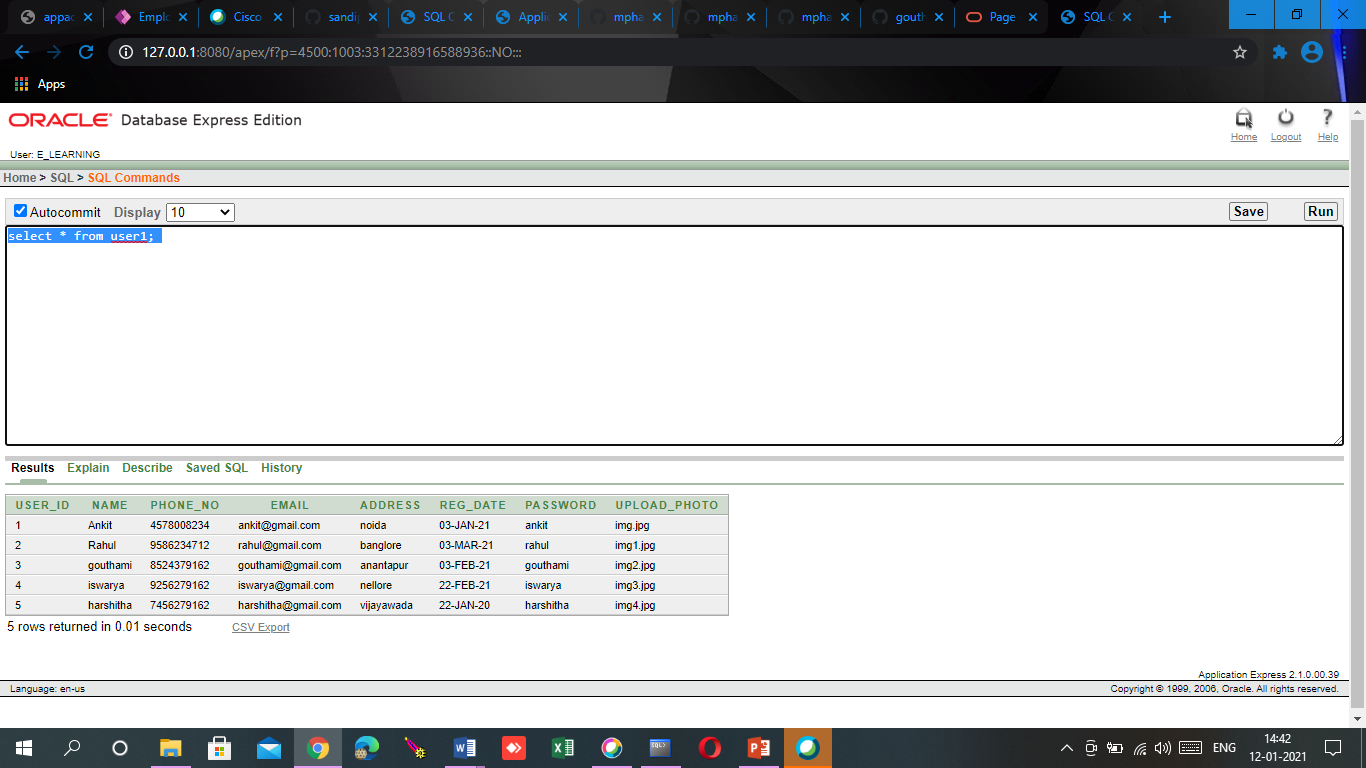 appac Emplo Cisco sandip SQL C Applic mpha mpha mpha gouth Page SQL C
127.0.0.1:8080/apex/f?p=4500:1003:3312238916588936::NO:::
Apps
ORACLE® Database Express Edition
Home Logout Help
User: E_LEARNING
Home > SQL > SQL Commands
Autocommit Display 10 Save Run
select * from user1;
Results Explain Describe Saved SQL History
USER_ID NAME PHONE_NO EMAIL ADDRESS REG_DATE PASSWORD UPLOAD_PHOTO
1 Ankit 4578008234 ankit@gmail.com noida 03-JAN-21 ankit img.jpg
2 Rahul 9586234712 rahul@gmail.com banglore 03-MAR-21 rahul img1.jpg
3 gouthami 8524379162 gouthami@gmail.com anantapur 03-FEB-21 gouthami img2.jpg
4 iswarya 9256279162 iswarya@gmail.com nellore 22-FEB-21 iswarya img3.jpg
5 harshitha 7456279162 harshitha@gmail.com vijayawada 22-JAN-20 harshitha img4.jpg
5 rows returned in 0.01 seconds CSV Export
Application Express 2.1.0.00.39
Language: en-us Copyright © 1999, 2006, Oracle. All rights reserved.
ENG 14:42
12-01-2021